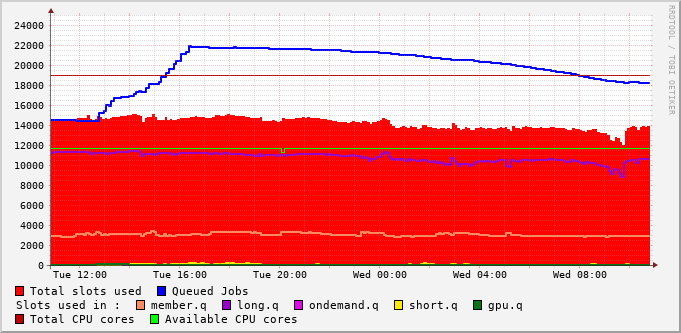 24000
22000
20000
18000
16000
14000
12000
10000
8000
6000
4000
2000
0
Tue 12:00 Tue 16:00 Tue 20:00 Wed 00:00 Wed 04:00 Wed 08:00
Total slots used Queued Jobs
Slots used in : member.q long.q ondemand.q short.q gpu.q
Total CPU cores Available CPU cores
RRDTOOL / TOBI OETIKER